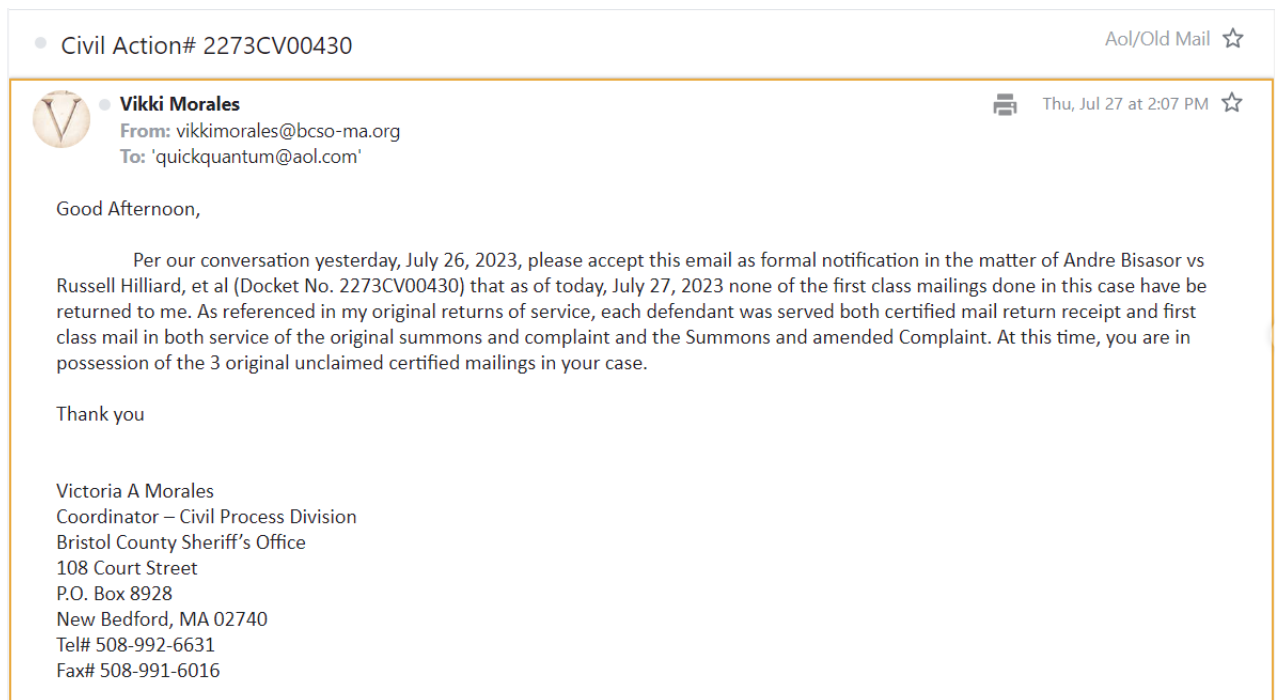 Civil Action# 2273CV00430
Aol/Old Mail
V
Vikki Morales
Thu, Jul 27 at 2:07 PM
From: vikkimorales@bcso-ma.org
To: 'quickquantum@aol.com'
Good Afternoon,
Per our conversation yesterday, July 26, 2023, please accept this email as formal notification in the matter of Andre Bisasor vs
Russell Hilliard, et al (Docket No. 2273CV00430) that as of today, July 27, 2023 none of the first class mailings done in this case have be
returned to me. As referenced in my original returns of service, each defendant was served both certified mail return receipt and first
class mail in both service of the original summons and complaint and the Summons and amended Complaint. At this time, you are in
possession of the 3 original unclaimed certified mailings in your case.
Thank you
Victoria A Morales
Coordinator – Civil Process Division
Bristol County Sheriff's Office
108 Court Street
P.O. Box 8928
New Bedford, MA 02740
Tel# 508-992-6631
Fax# 508-991-6016